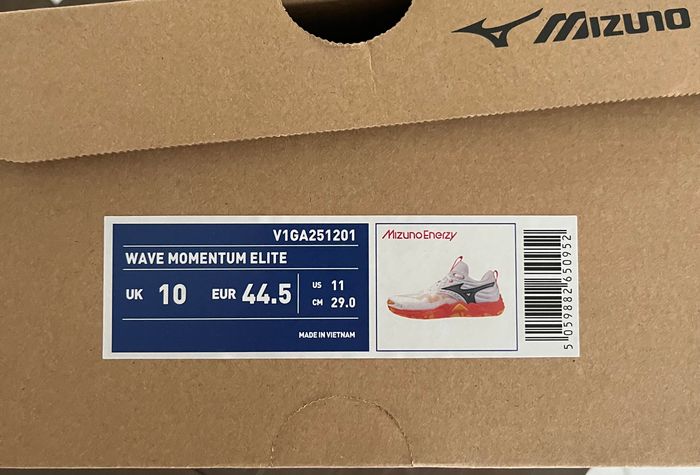 Mizuno
V1GA251201
WAVE MOMENTUM ELITE
UK 10 EUR 44.5 US 11
CM 29.0
MADE IN VIETNAM
MizunoEnerzy
5 059882 650952